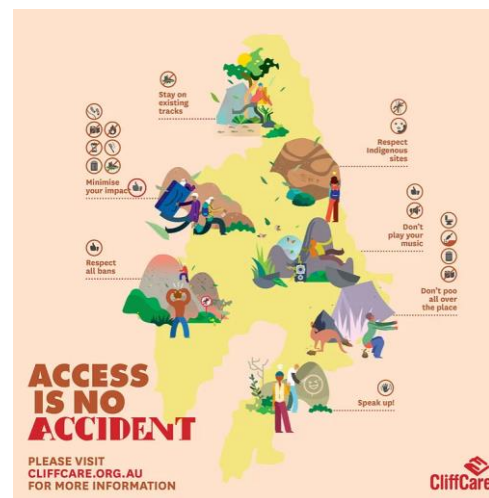 Stay on
existing
tracks
Respect
Indigenous
sites
Minimise
your impact
Don't
play your
music
Respect
all bans
Don't poo
all over
the place
Speak up!
ACCESS
IS NO
ACCIDENT
PLEASE VISIT
CLIFFCARE.ORG.AU
FOR MORE INFORMATION
CliffCare